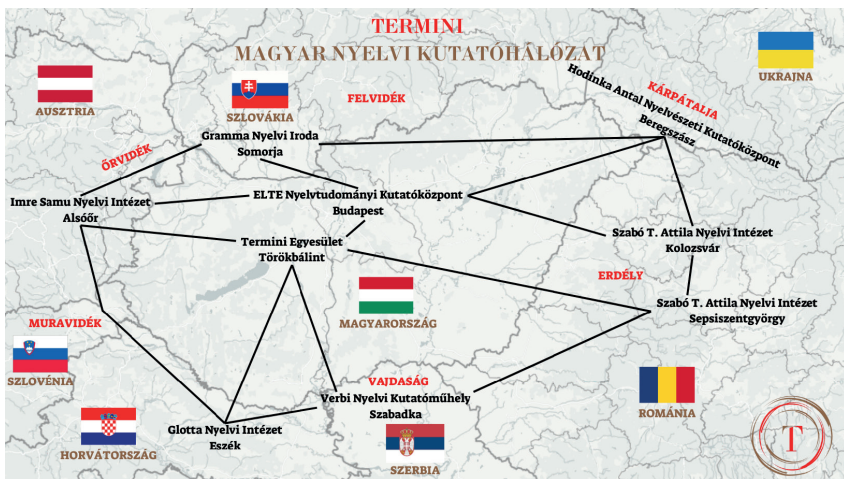 TERMINI
MAGYAR NYELVI KUTATÓHÁLÓZAT
AUSZTRIA
SZLOVÁKIA
FELVIDÉK
UKRAJNA
KÁRPÁTALJA
Hodinka Antal Nyelvészeti Kutatóközpont
Beregszász
Gramma Nyelvi Iroda
Somorja
ŐRVIDÉK
Imre Samu Nyelvi Intézet
Alsóőr
ELTE Nyelvtudományi Kutatóközpont
Budapest
Termini Egyesület
Törökbálint
Szabó T. Attila Nyelvi Intézet
Kolozsvár
ERDÉLY
Szabó T. Attila Nyelvi Intézet
Sepsiszentgyörgy
MAGYARORSZÁG
MURAVIDÉK
SZLOVÉNIA
VAJDASÁG
Verbi Nyelvi Kutatóműhely
Szabadka
ROMÁNIA
Glotta Nyelvi Intézet
Eszék
HORVÁTORSZÁG
SZERBIA
T